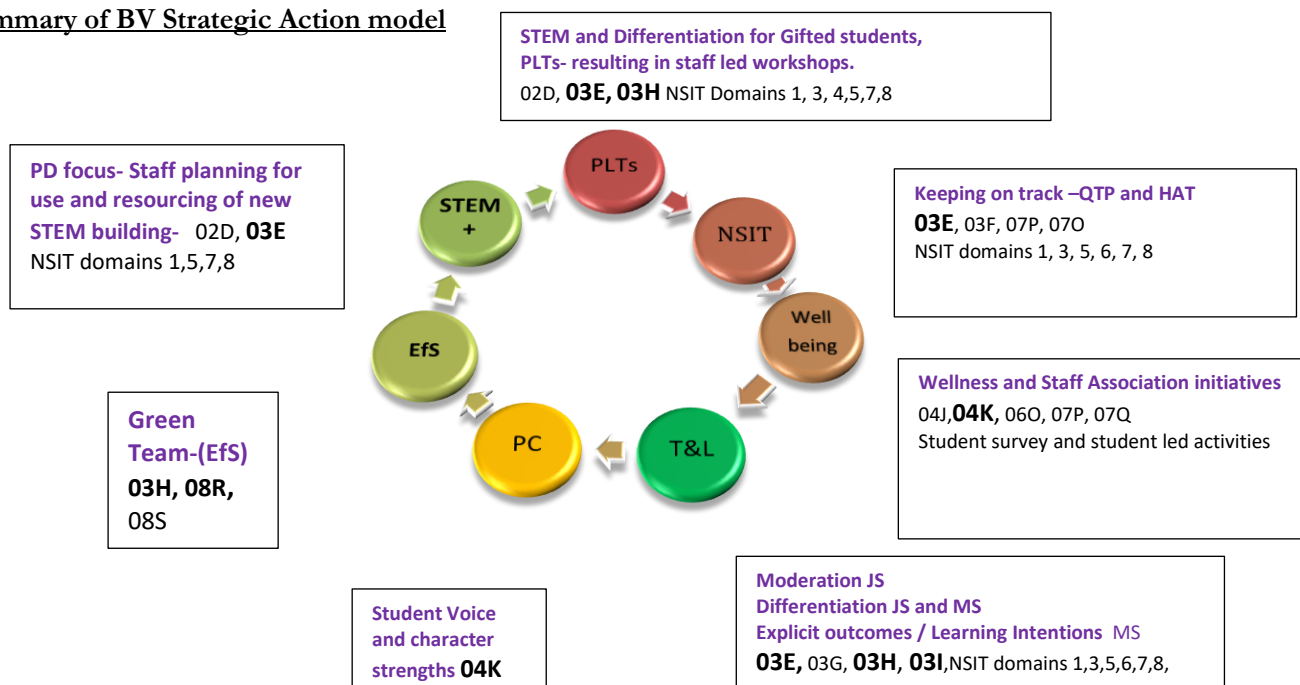 mmary of BV Strategic Action model
STEM and Differentiation for Gifted students,
PLTs- resulting in staff led workshops.
02D, 03E, 03H NSIT Domains 1, 3, 4,5,7,8
PD focus- Staff planning for
use and resourcing of new
STEM building- 02D, 03E
NSIT domains 1,5,7,8
PLTs
STEM
+
NSIT
Keeping on track –QTP and HAT
03E, 03F, 07P, 07O
NSIT domains 1, 3, 5, 6, 7, 8
Well
being
EfS
Wellness and Staff Association initiatives
04J,04K, 06O, 07P, 07Q
Student survey and student led activities
Green
Team-(EfS)
03H, 08R,
08S
PC
T&L
Student Voice
and character
strengths 04K
Moderation JS
Differentiation JS and MS
Explicit outcomes / Learning Intentions MS
03E, 03G, 03H, 03I,NSIT domains 1,3,5,6,7,8,